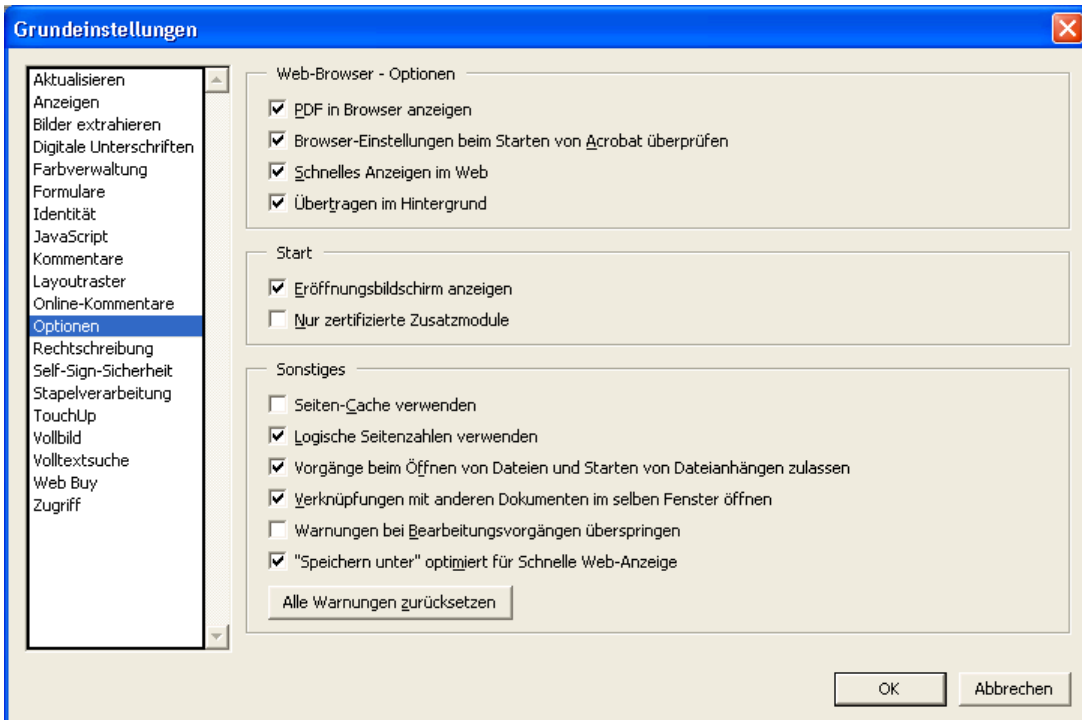 Grundeinstellungen
Aktualisieren
Anzeigen
Bilder extrahieren
Digitale Unterschriften
Farbverwaltung
Formulare
Identität
JavaScript
Kommentare
Layoutraster
Online-Kommentare
Optionen
Rechtschreibung
Self-Sign-Sicherheit
Stapelverarbeitung
TouchUp
Vollbild
Volltextsuche
Web Buy
Zugriff
Web-Browser - Optionen
PDF in Browser anzeigen
Browser-Einstellungen beim Starten von Acrobat überprüfen
Schnelles Anzeigen im Web
Übertragen im Hintergrund
Start
Eröffnungsbildschirm anzeigen
Nur zertifizierte Zusatzmodule
Sonstiges
Seiten-Cache verwenden
Logische Seitenzahlen verwenden
Vorgänge beim Öffnen von Dateien und Starten von Dateianhängen zulassen
Verknüpfungen mit anderen Dokumenten im selben Fenster öffnen
Warnungen bei Bearbeitungsvorgängen überspringen
"Speichern unter" optimiert für Schnelle Web-Anzeige
Alle Warnungen zurücksetzen
OK
Abbrechen